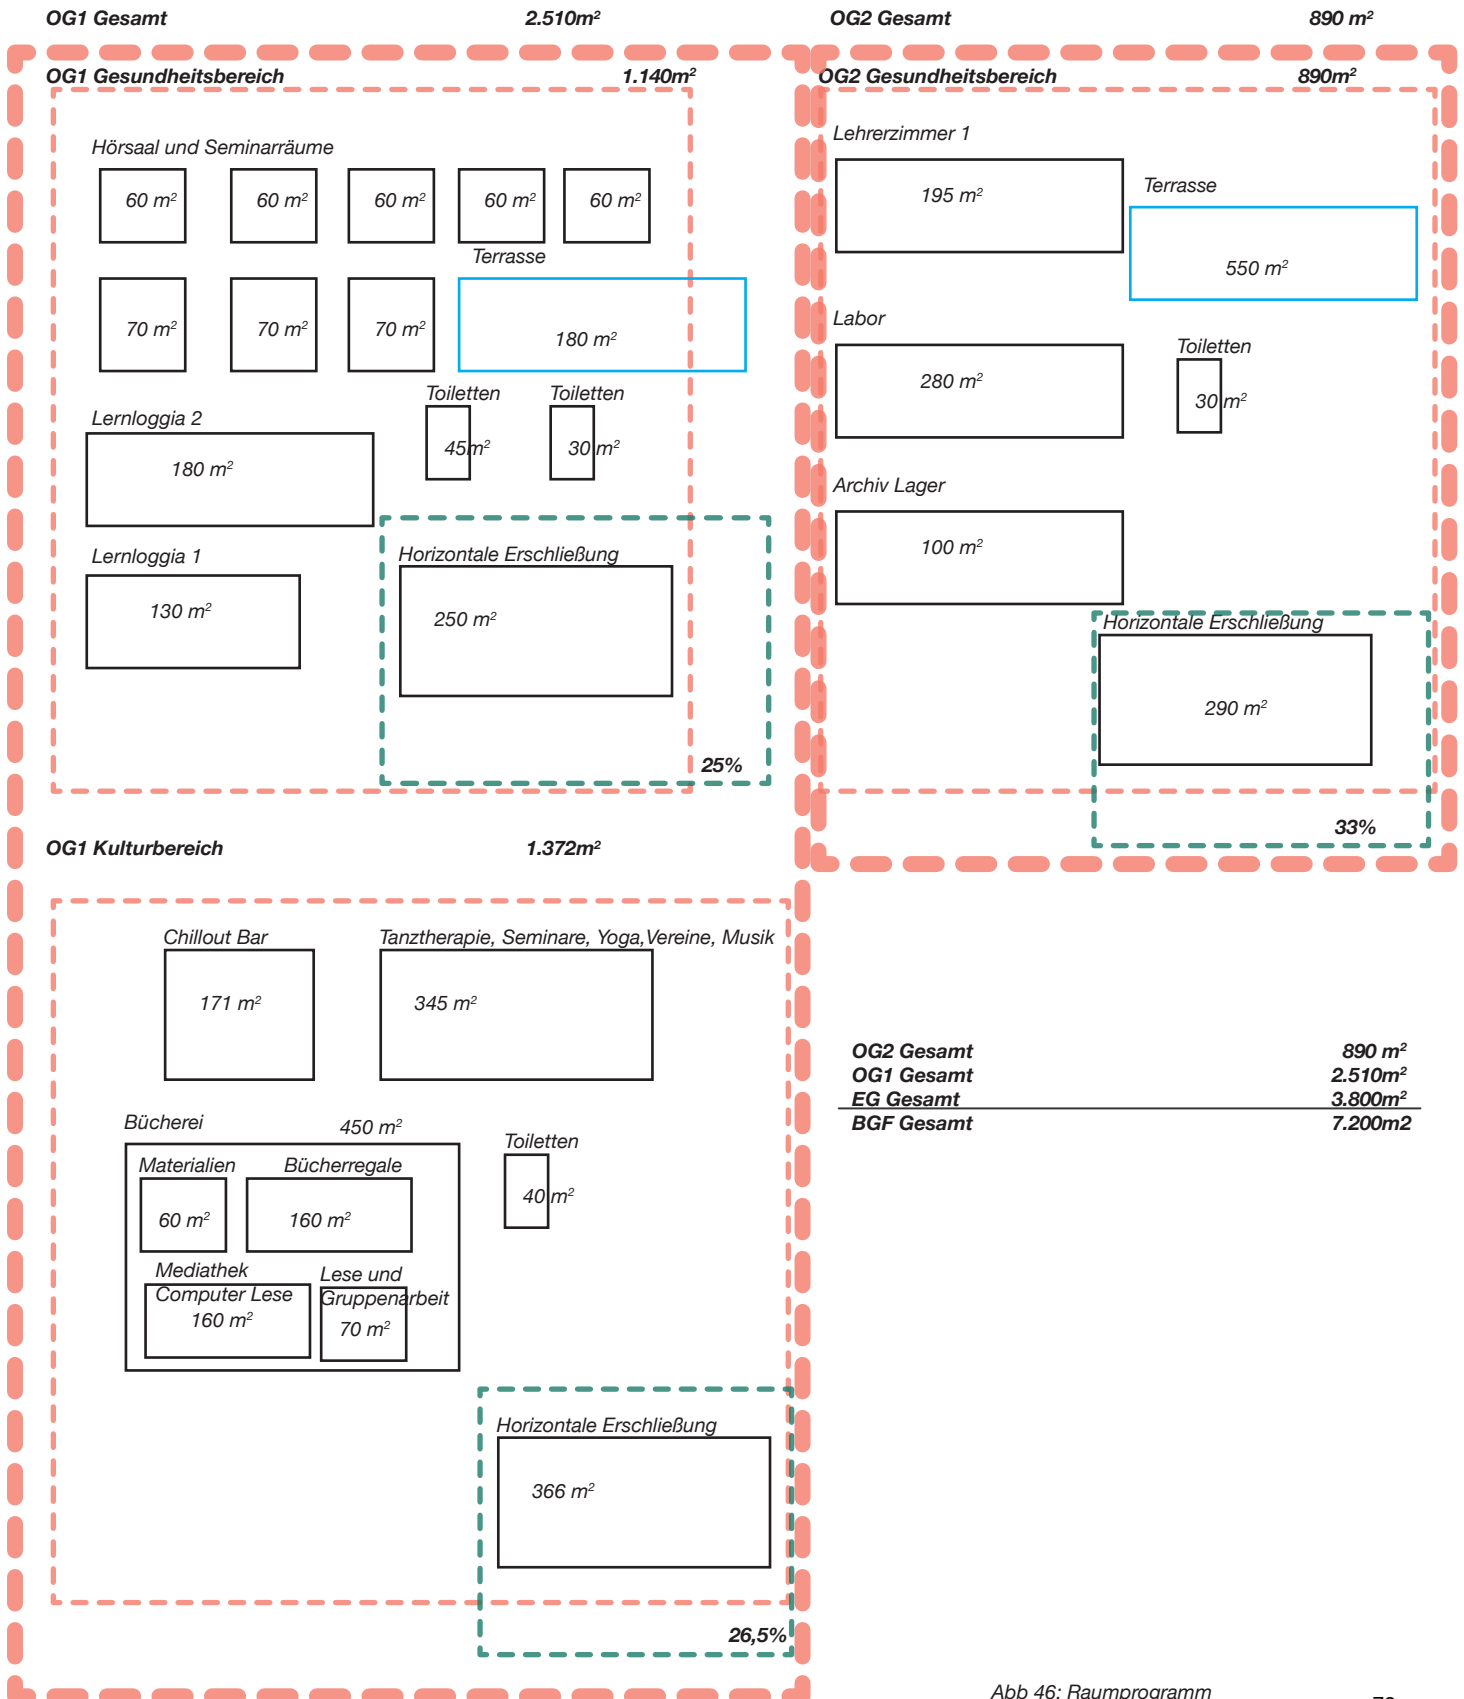 OG1 Gesamt 2.510m²
OG1 Gesundheitsbereich 1.140m²
Hörsaal und Seminarräume
60 m² 60 m² 60 m² 60 m² 60 m²
Terrasse
70 m² 70 m² 70 m² 180 m²
Toiletten Toiletten
45m² 30 m²
Lernloggia 2
180 m²
Lernloggia 1
130 m²
Horizontale Erschließung
250 m²
25%
OG1 Kulturbereich 1.372m²
Chillout Bar
171 m²
Tanztherapie, Seminare, Yoga,Vereine, Musik
345 m²
Bücherei 450 m²
Materialien Bücherregale
60 m² 160 m²
Mediathek
Computer Lese
160 m²
Lese und
Gruppenarbeit
70 m²
Toiletten
40 m²
Horizontale Erschließung
366 m²
26,5%
OG2 Gesamt 890 m²
OG2 Gesundheitsbereich 890m²
Lehrerzimmer 1
195 m²
Terrasse
550 m²
Labor
280 m²
Toiletten
30 m²
Archiv Lager
100 m²
Horizontale Erschließung
290 m²
33%
OG2 Gesamt 890 m²
OG1 Gesamt 2.510m²
EG Gesamt 3.800m²
BGF Gesamt 7.200m2
Abb 46: Raumprogramm